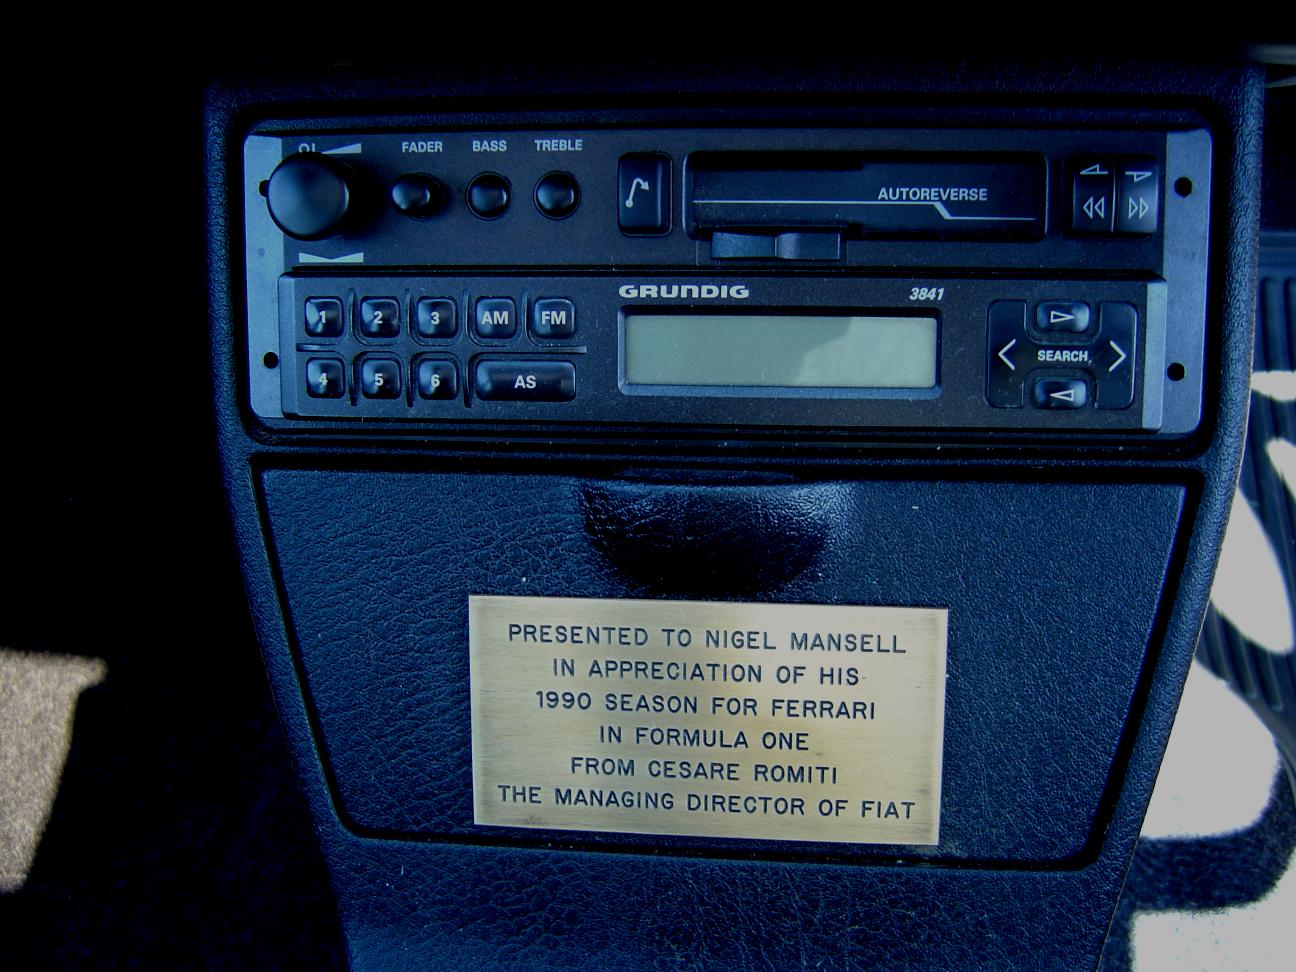 FADER BASS TREBLE
AUTOREVERSE
GRUNDIG 3841
1 2 3 AM FM
SEARCH
4 5 6 AS
PRESENTED TO NIGEL MANSELL
IN APPRECIATION OF HIS
1990 SEASON FOR FERRARI
IN FORMULA ONE
FROM CESARE ROMITI
THE MANAGING DIRECTOR OF FIAT